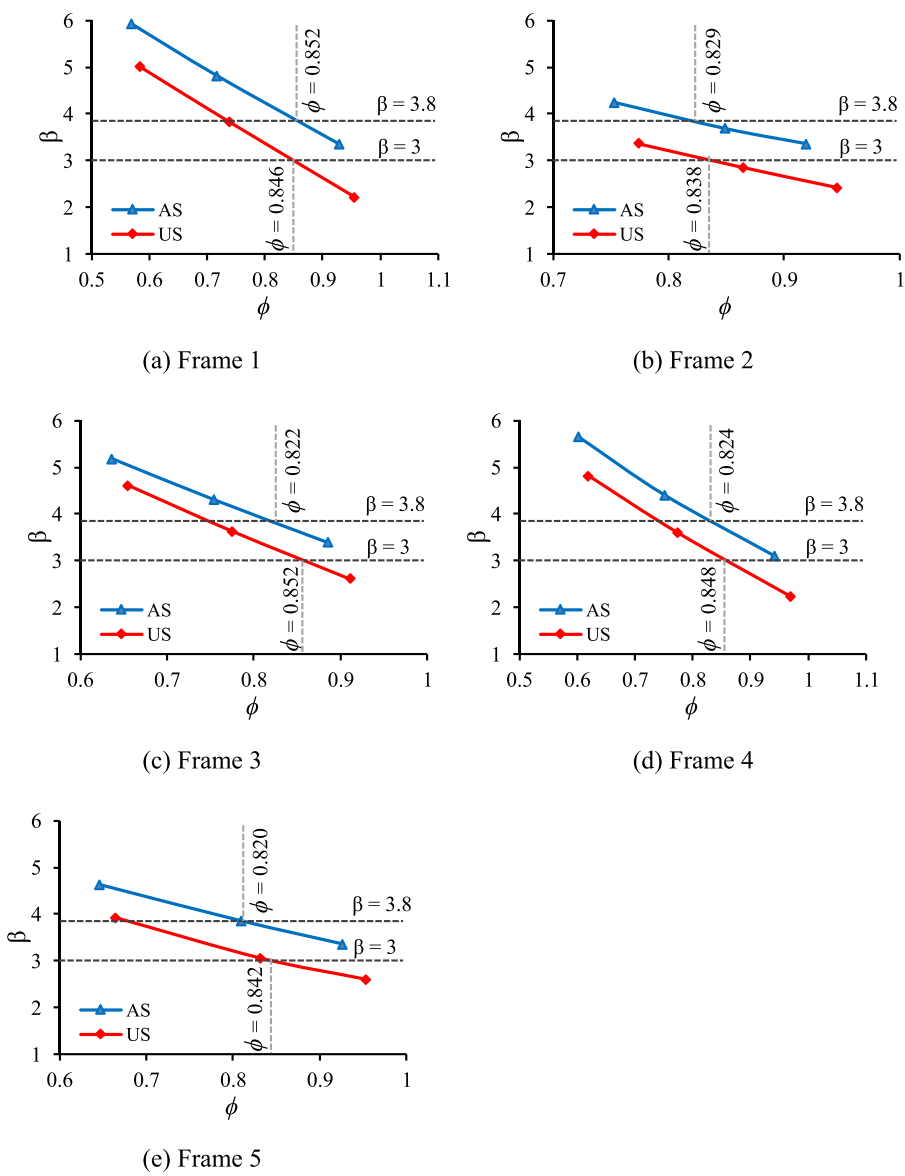 6
5
4
3
2
1
β
0.5
0.6
0.7
0.8
0.9
1
1.1
ϕ
ϕ = 0.852
β = 3.8
β = 3
ϕ = 0.846
AS
US
(a) Frame 1
6
5
4
3
2
1
β
0.7
0.8
0.9
1
ϕ
ϕ = 0.829
β = 3.8
β = 3
ϕ = 0.838
AS
US
(b) Frame 2
6
5
4
3
2
1
β
0.6
0.7
0.8
0.9
1
ϕ
ϕ = 0.822
β = 3.8
β = 3
ϕ = 0.852
AS
US
(c) Frame 3
6
5
4
3
2
1
β
0.5
0.6
0.7
0.8
0.9
1
1.1
ϕ
ϕ = 0.824
β = 3.8
β = 3
ϕ = 0.848
AS
US
(d) Frame 4
6
5
4
3
2
1
β
0.6
0.7
0.8
0.9
1
ϕ
ϕ = 0.820
β = 3.8
β = 3
ϕ = 0.842
AS
US
(e) Frame 5